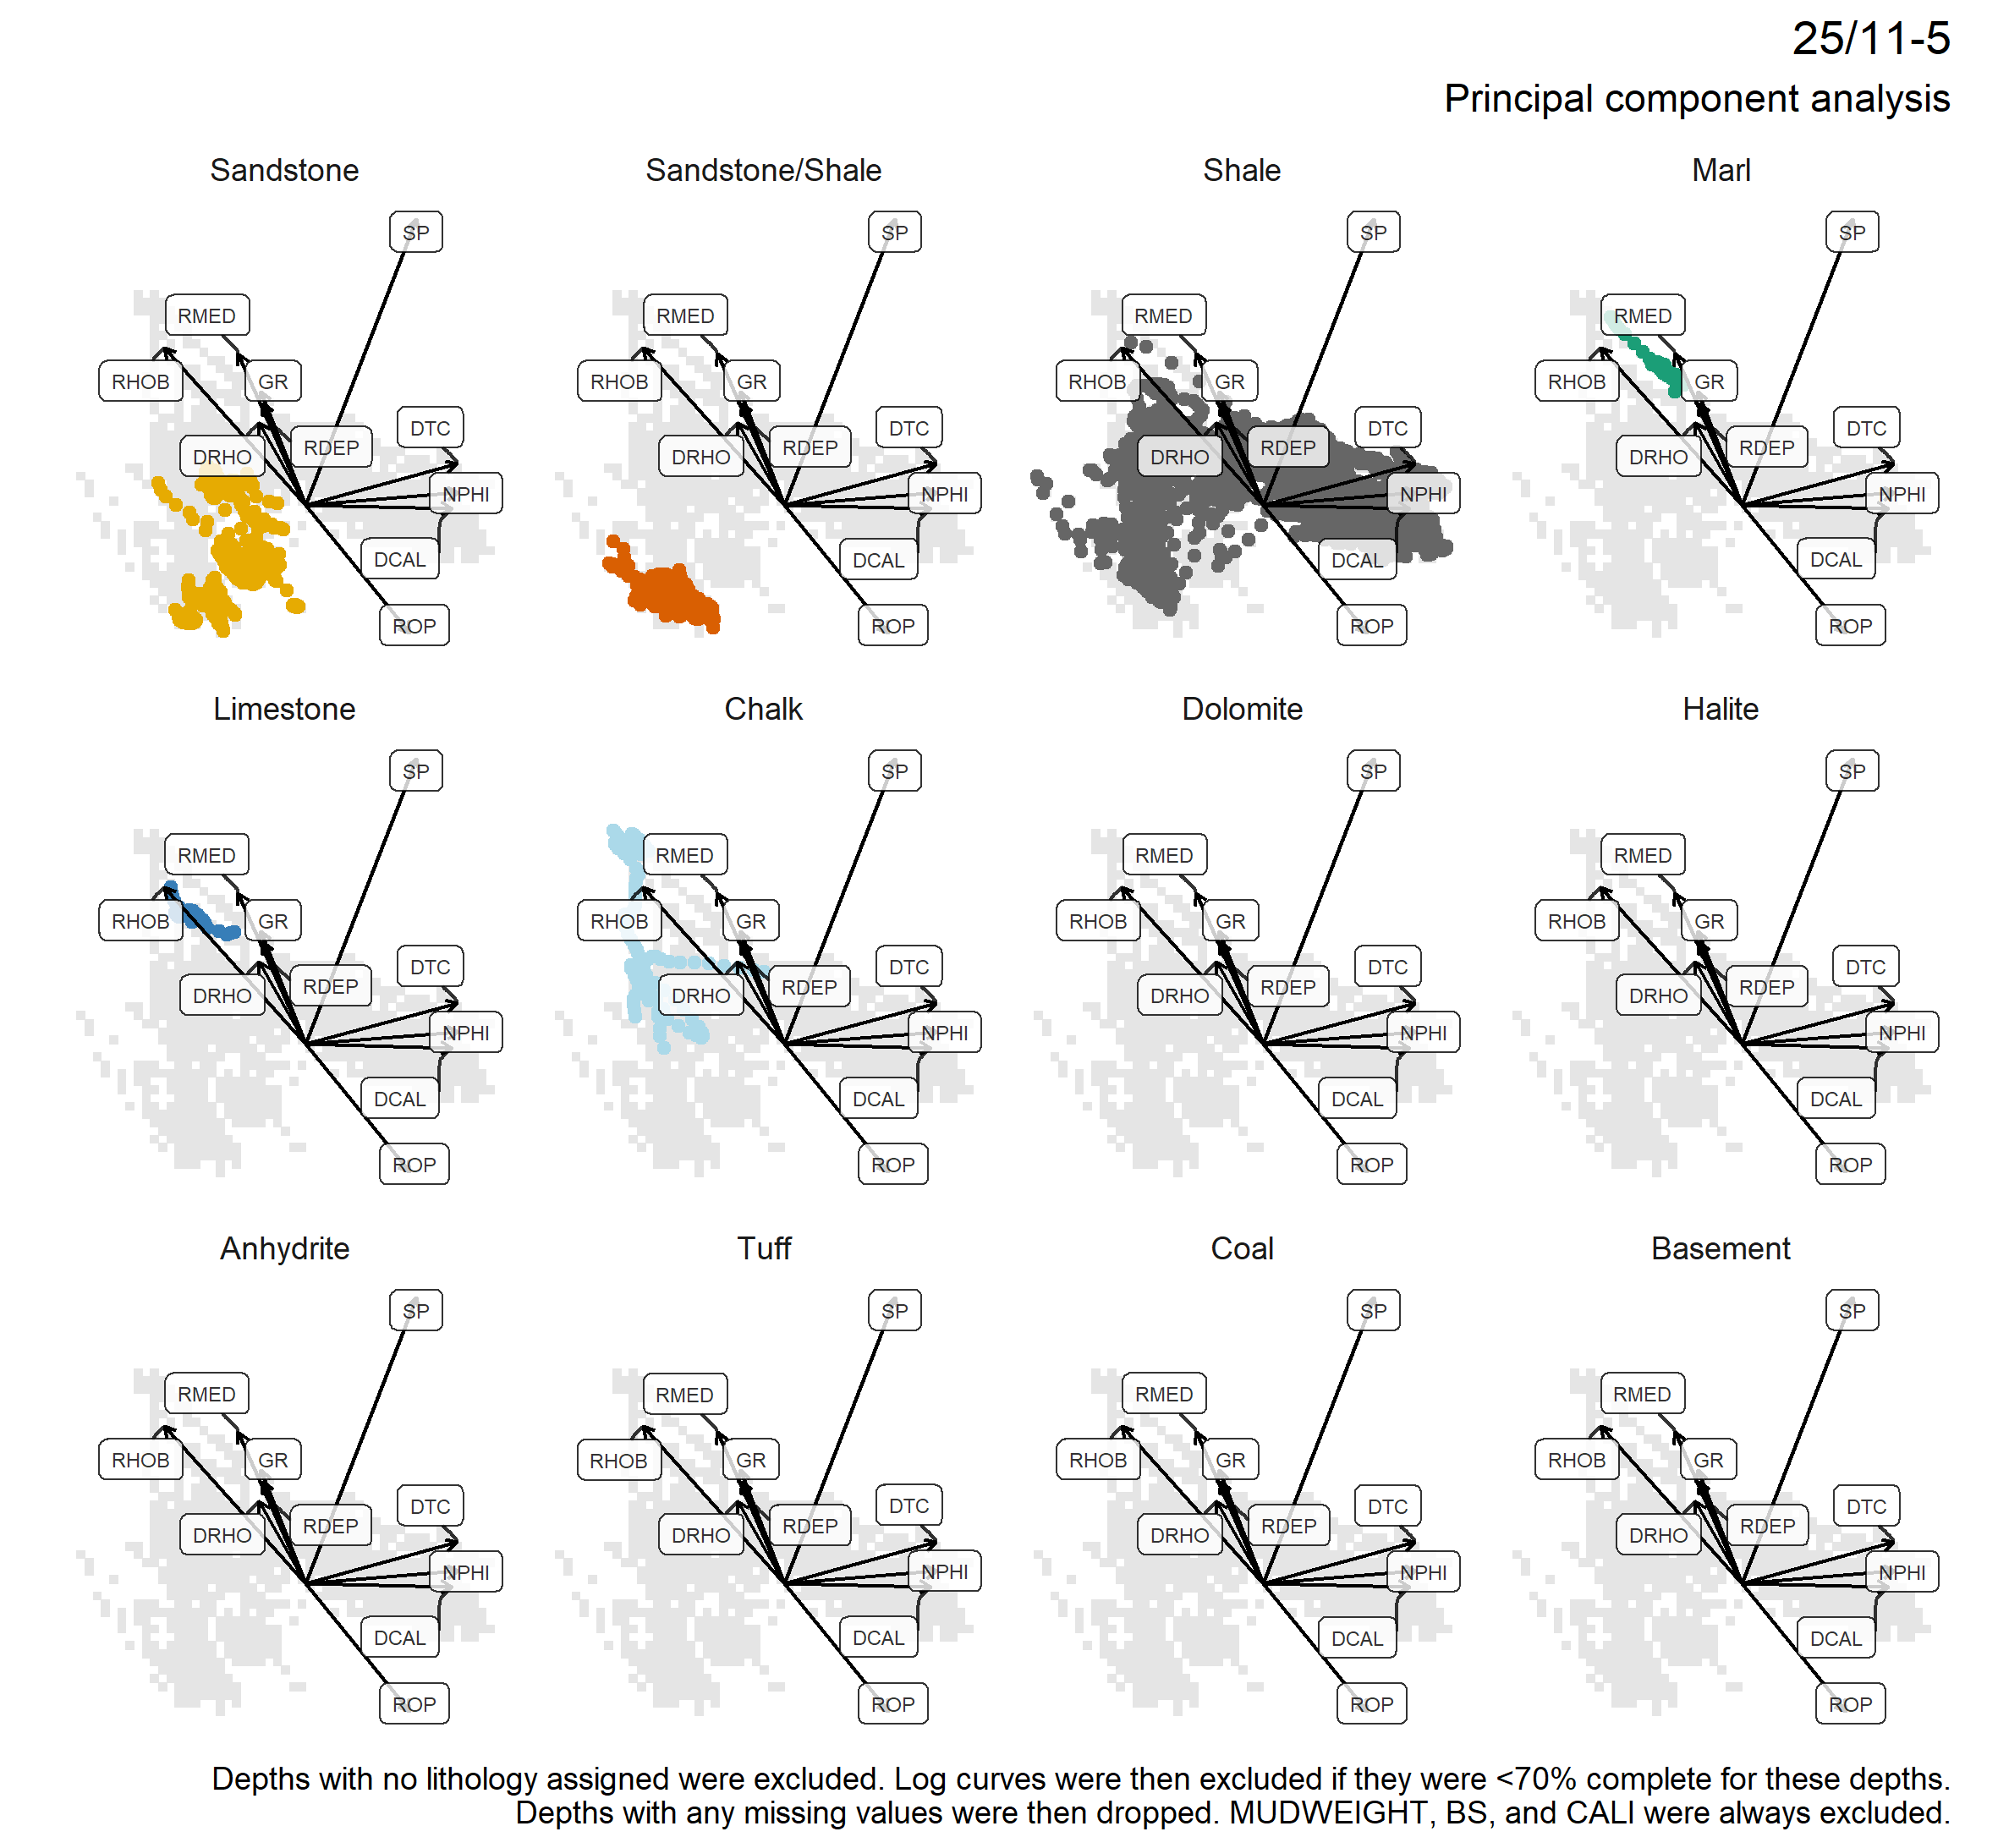 25/11-5
Principal component analysis
Sandstone
Sandstone/Shale
Shale
Marl
SP
RMED
RHOB
GR
DTC
DRHO
RDEP
NPHI
DCAL
ROP
SP
RMED
RHOB
GR
DTC
DRHO
RDEP
NPHI
DCAL
ROP
SP
RMED
RHOB
GR
DTC
DRHO
RDEP
NPHI
DCAL
ROP
SP
RMED
RHOB
GR
DTC
DRHO
RDEP
NPHI
DCAL
ROP
Limestone
Chalk
Dolomite
Halite
SP
RMED
RHOB
GR
DTC
DRHO
RDEP
NPHI
DCAL
ROP
SP
RMED
RHOB
GR
DTC
DRHO
RDEP
NPHI
DCAL
ROP
SP
RMED
RHOB
GR
DTC
DRHO
RDEP
NPHI
DCAL
ROP
SP
RMED
RHOB
GR
DTC
DRHO
RDEP
NPHI
DCAL
ROP
Anhydrite
Tuff
Coal
Basement
SP
RMED
RHOB
GR
DTC
DRHO
RDEP
NPHI
DCAL
ROP
SP
RMED
RHOB
GR
DTC
DRHO
RDEP
NPHI
DCAL
ROP
SP
RMED
RHOB
GR
DTC
DRHO
RDEP
NPHI
DCAL
ROP
SP
RMED
RHOB
GR
DTC
DRHO
RDEP
NPHI
DCAL
ROP
Depths with no lithology assigned were excluded. Log curves were then excluded if they were <70% complete for these depths.
Depths with any missing values were then dropped. MUDWEIGHT, BS, and CALI were always excluded.